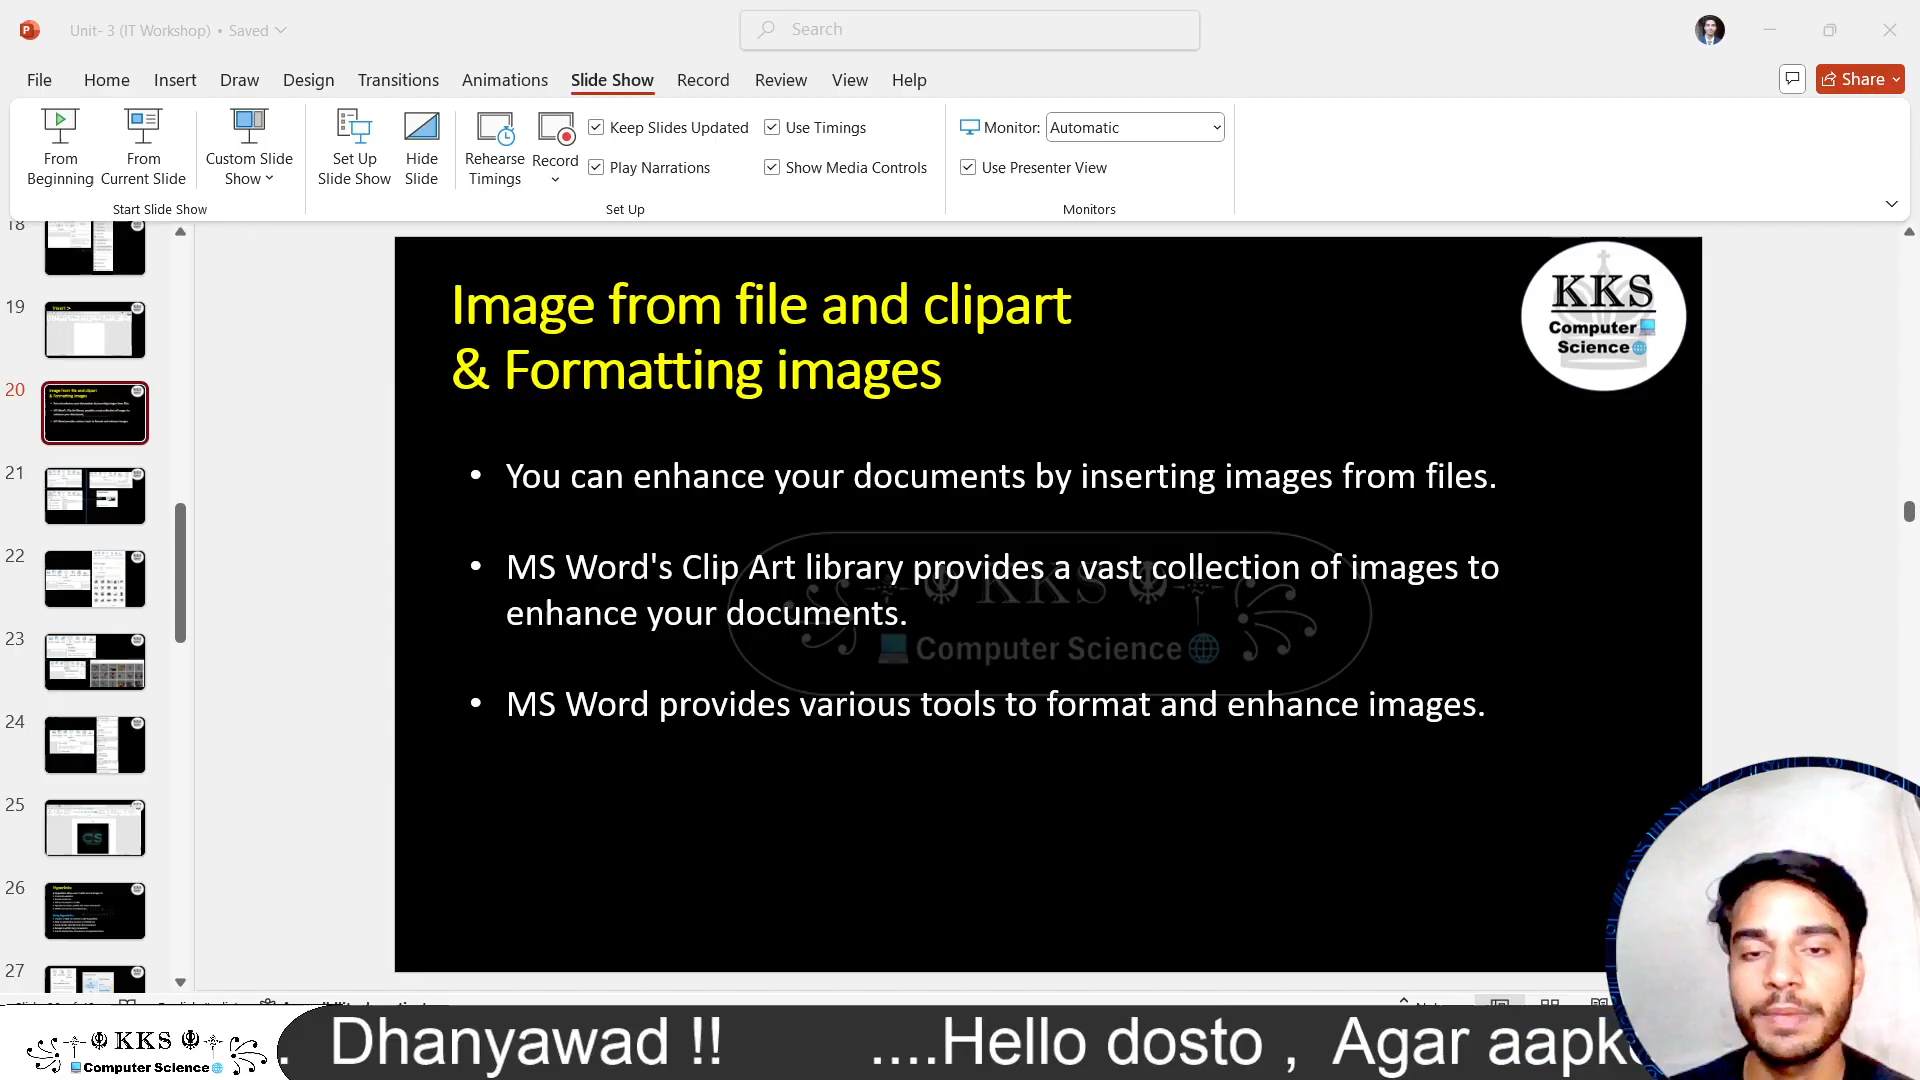 Unit- 3 (IT Workshop) • Saved
Search
File Home Insert Draw Design Transitions Animations Slide Show Record Review View Help
Share
From Beginning
From Current Slide
Custom Slide Show
Set Up Slide Show
Hide Slide
Rehearse Timings
Record
Keep Slides Updated
Use Timings
Play Narrations
Show Media Controls
Monitor: Automatic
Use Presenter View
Start Slide Show
Set Up
Monitors
18
19
20
21
22
23
24
25
26
27
Image from file and clipart
& Formatting images
KKS
Computer
Science
• You can enhance your documents by inserting images from files.
• MS Word's Clip Art library provides a vast collection of images to
enhance your documents.
• MS Word provides various tools to format and enhance images.
KKS
Computer Science
KKS
Computer Science
. Dhanyawad !! ....Hello dosto , Agar aapko